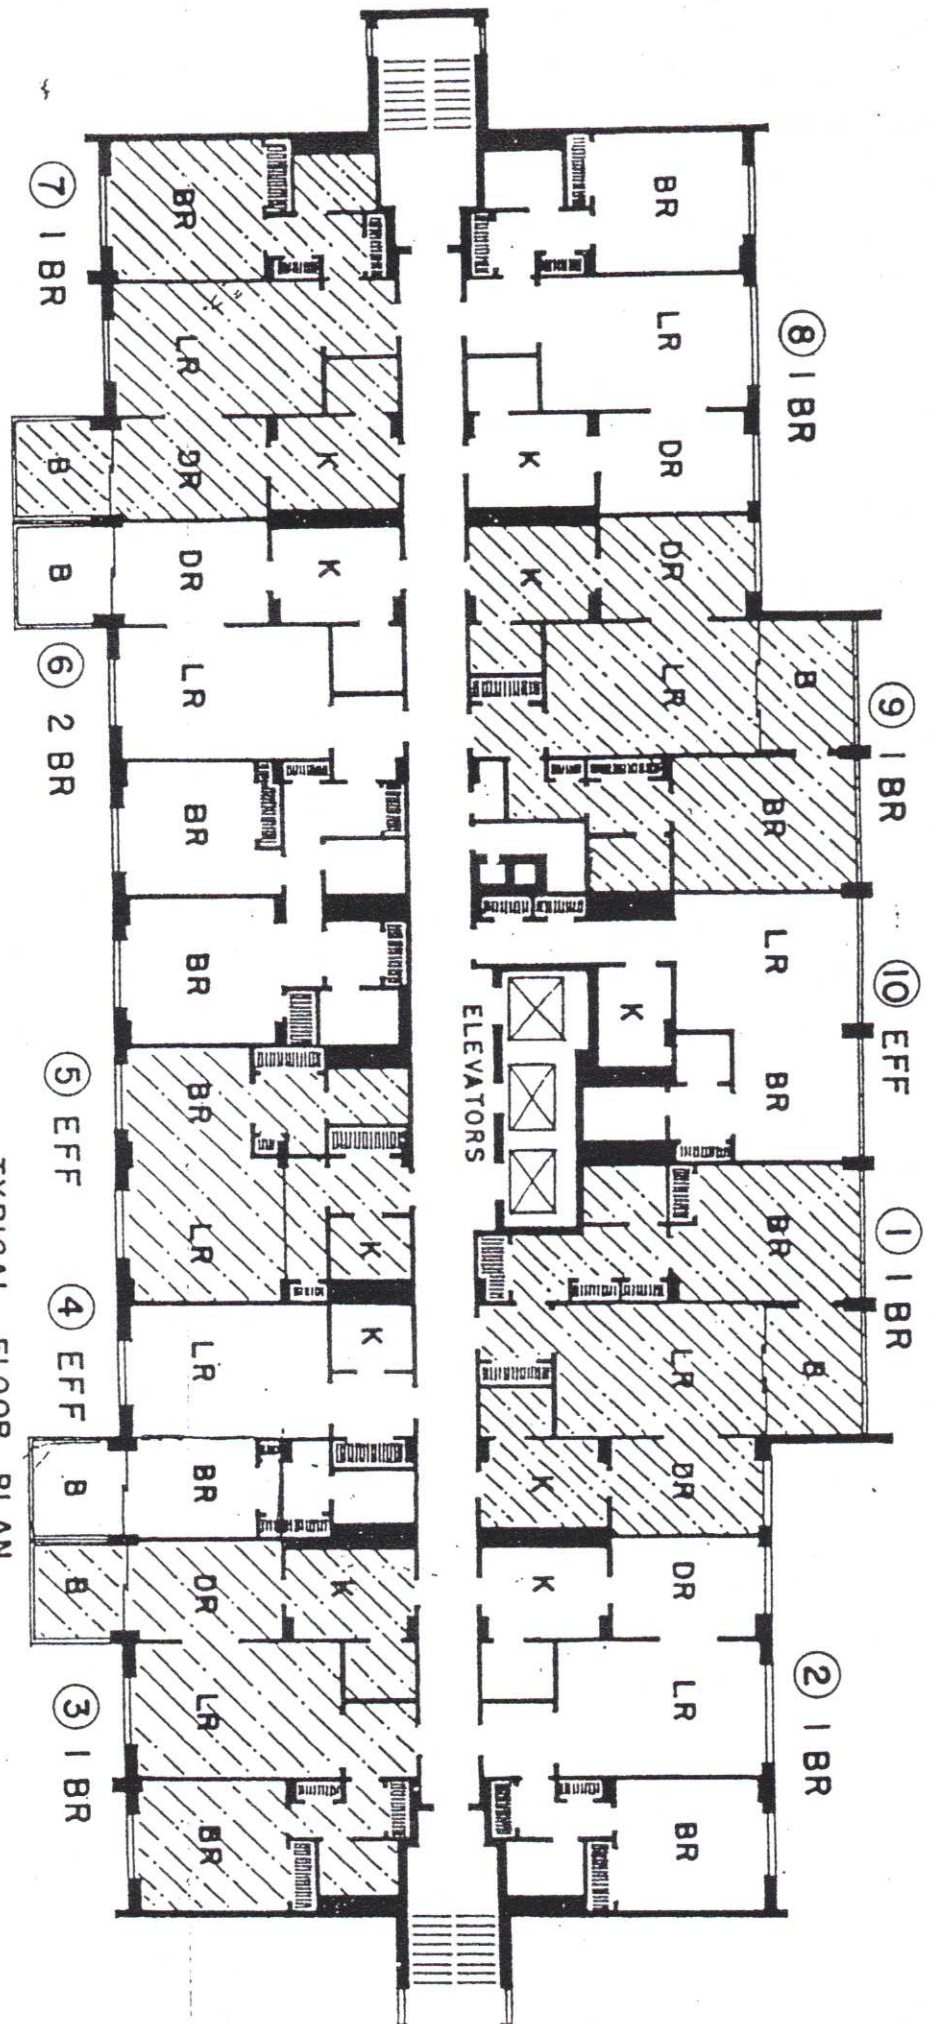 ⑧ 1 BR
⑨ 1 BR
⑩ EFF
① 1 BR
② 1 BR
BR
LR
DR
K
DR
K
LR
B
BR
LR
BR
K
BR
LR
B
DR
K
DR
K
LR
BR
ELEVATORS
BR
LR
DR
K
B
DR
K
B
LR
BR
BR
BR
LR
K
LR
K
BR
B
DR
K
B
LR
BR
⑦ 1 BR
⑥ 2 BR
⑤ EFF
④ EFF
③ 1 BR
TYPICAL FLOOR PLAN